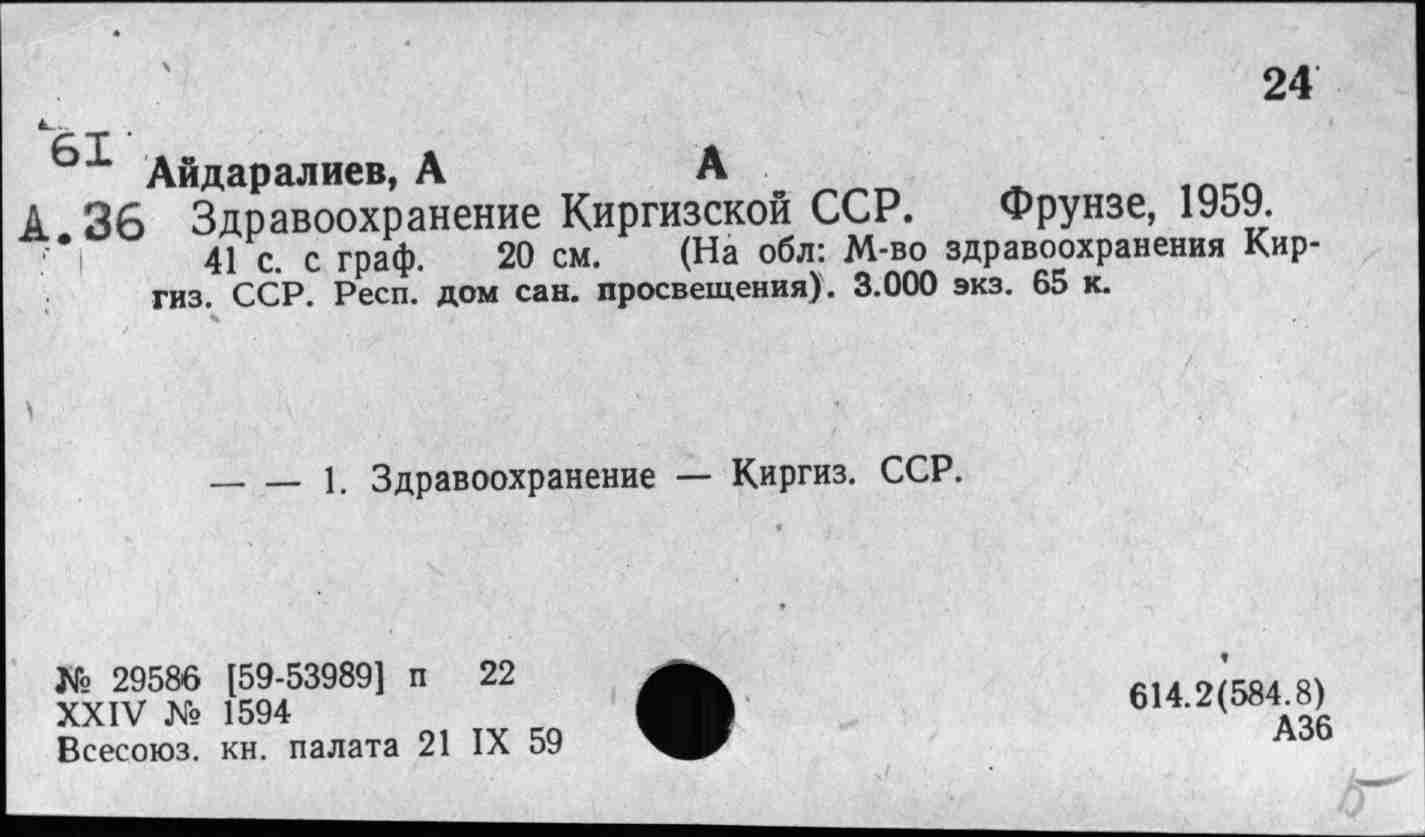 24
61
Айдаралиев, А А
А.36 Здравоохранение Киргизской ССР. Фрунзе, 1959.
41 с. с граф. 20 см. (На обл: М-во здравоохранения Кир-
гиз. ССР. Респ. дом сан. просвещения). 3.000 экз. 65 к.
— — 1. Здравоохранение — Киргиз. ССР.
№ 29586 [59-53989] п 22
XXIV № 1594
Всесоюз. кн. палата 21 IX 59
614.2(584.8)
А36